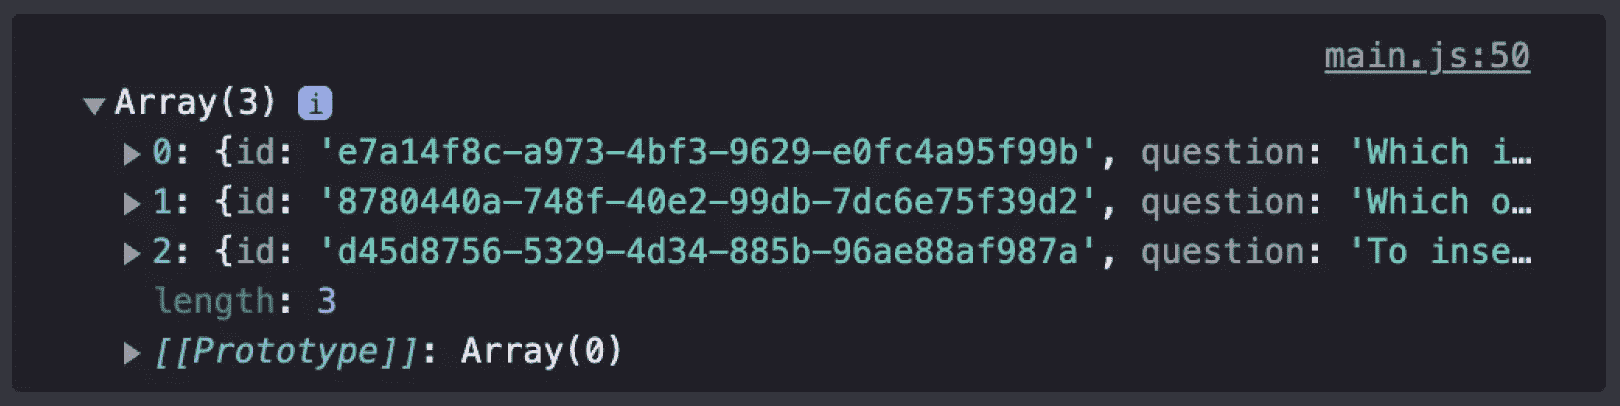 main.js:50
▼Array(3) i
▶0: {id: 'e7a14f8c-a973-4bf3-9629-e0fc4a95f99b', question: 'Which i…
▶1: {id: '8780440a-748f-40e2-99db-7dc6e75f39d2', question: 'Which o…
▶2: {id: 'd45d8756-5329-4d34-885b-96ae88af987a', question: 'To inse…
length: 3
▶[[Prototype]]: Array(0)